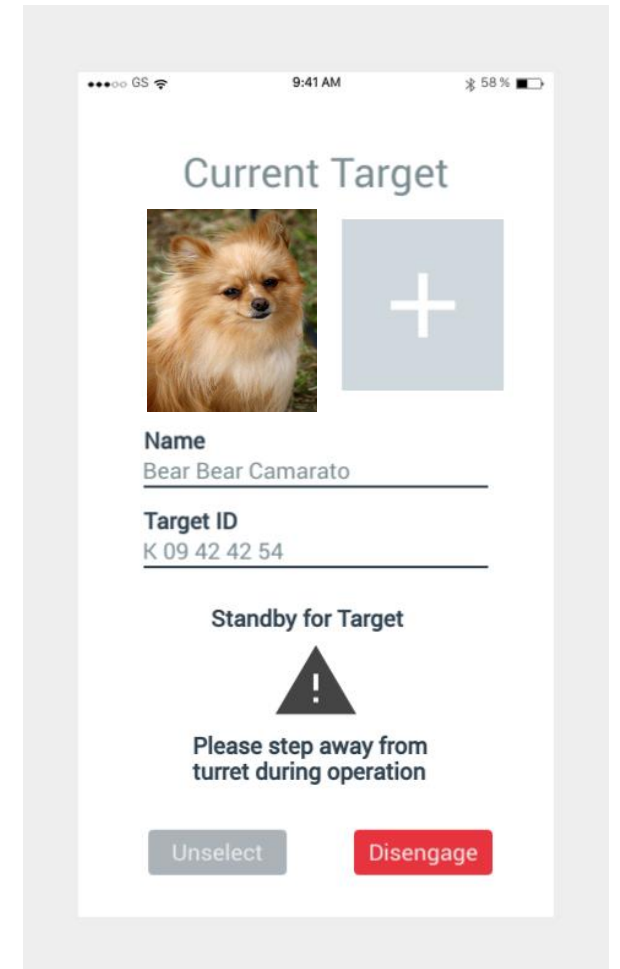 GS 9:41 AM 58 %
Current Target
Name
Bear Bear Camarato
Target ID
K 09 42 42 54
Standby for Target
!
Please step away from
turret during operation
Unselect Disengage